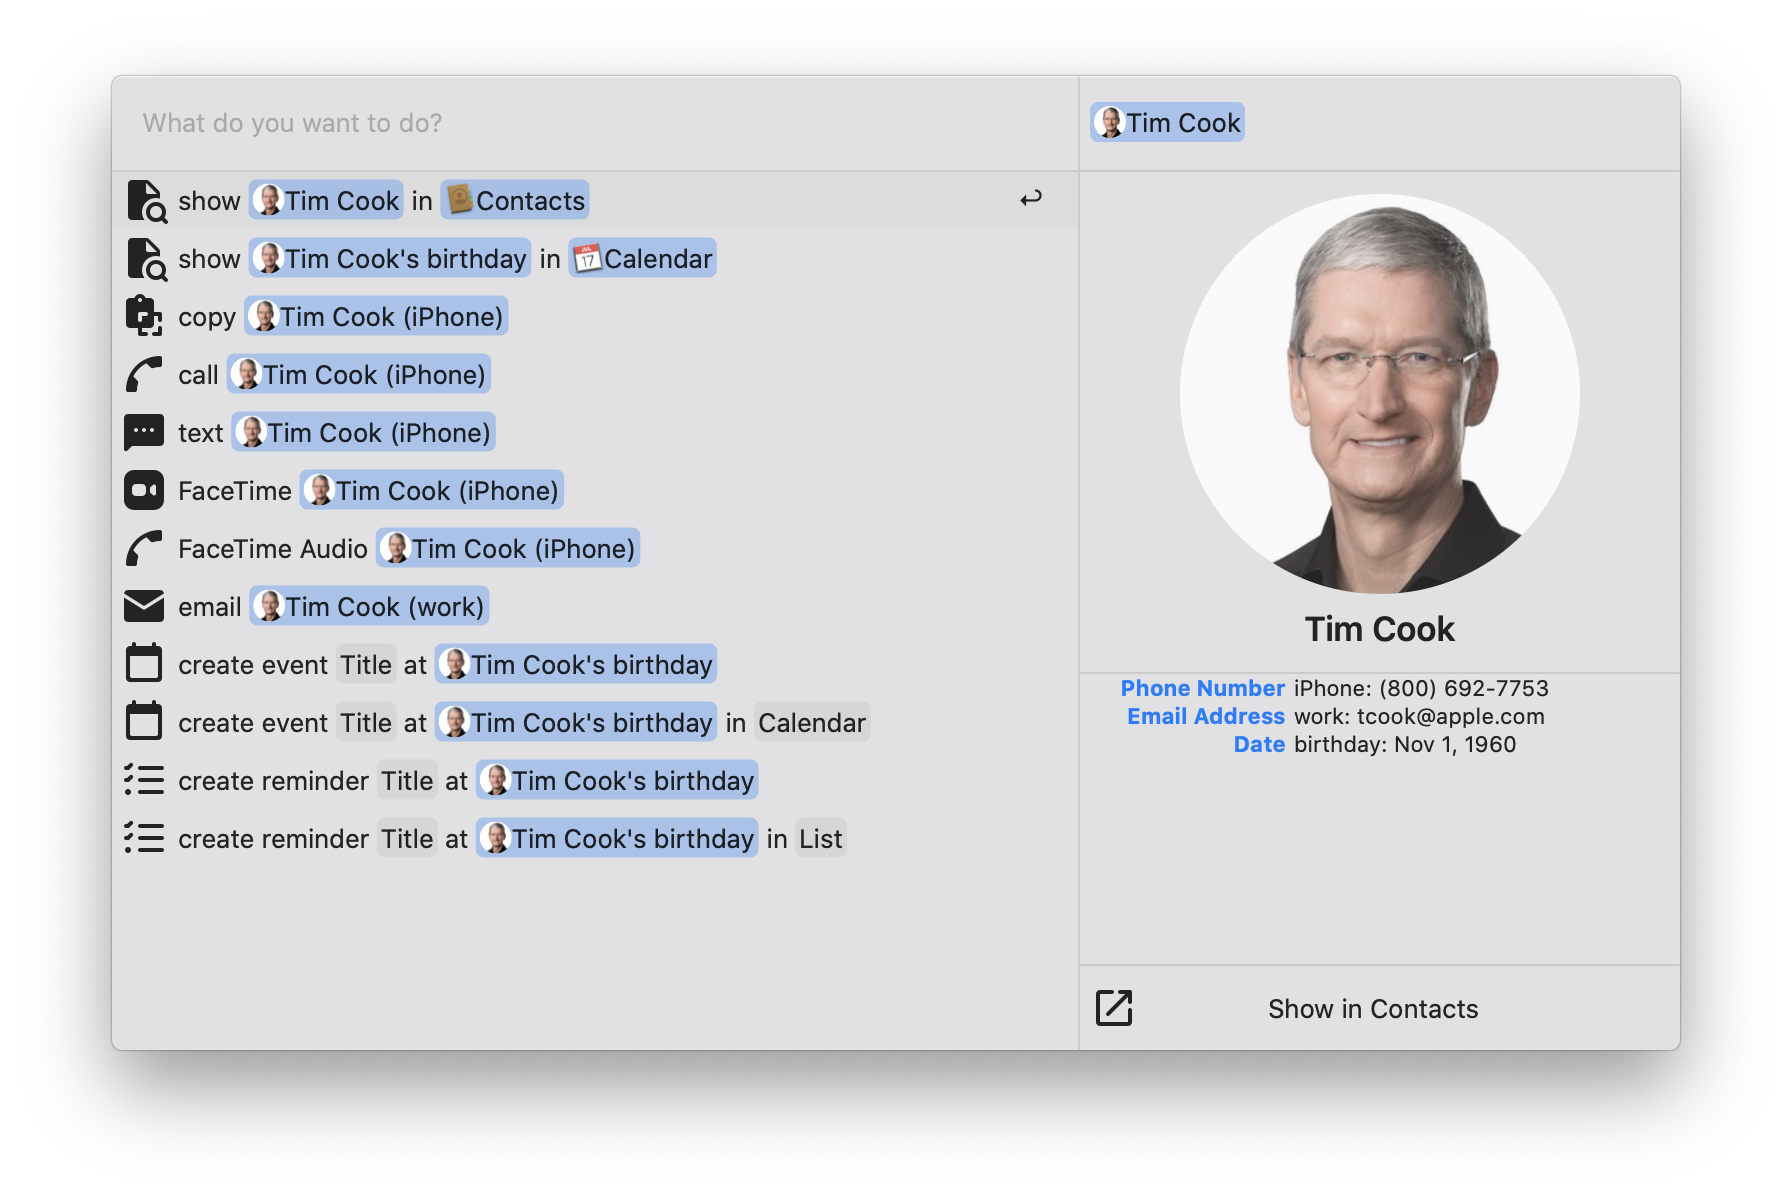 What do you want to do?
Tim Cook
show Tim Cook in Contacts
show Tim Cook's birthday in JUL 17 Calendar
copy Tim Cook (iPhone)
call Tim Cook (iPhone)
text Tim Cook (iPhone)
FaceTime Tim Cook (iPhone)
FaceTime Audio Tim Cook (iPhone)
email Tim Cook (work)
create event Title at Tim Cook's birthday
create event Title at Tim Cook's birthday in Calendar
create reminder Title at Tim Cook's birthday
create reminder Title at Tim Cook's birthday in List
Tim Cook
Phone Number iPhone: (800) 692-7753
Email Address work: tcook@apple.com
Date birthday: Nov 1, 1960
Show in Contacts